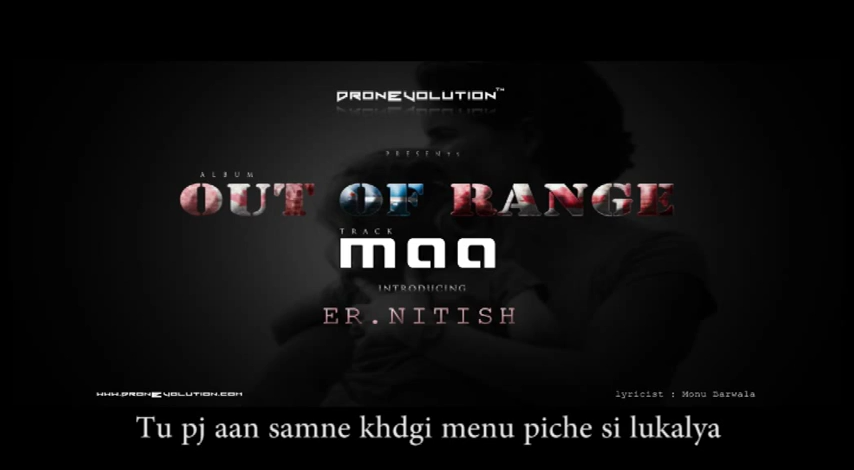 DRONEVOLUTION™
PRESENTS
ALBUM
OUT OF RANGE
TRACK
maa
INTRODUCING
ER.NITISH
www.DRONEVOLUTION.COM
lyricist : Monu Barwala
Tu pj aan samne khdgi menu piche si lukalya